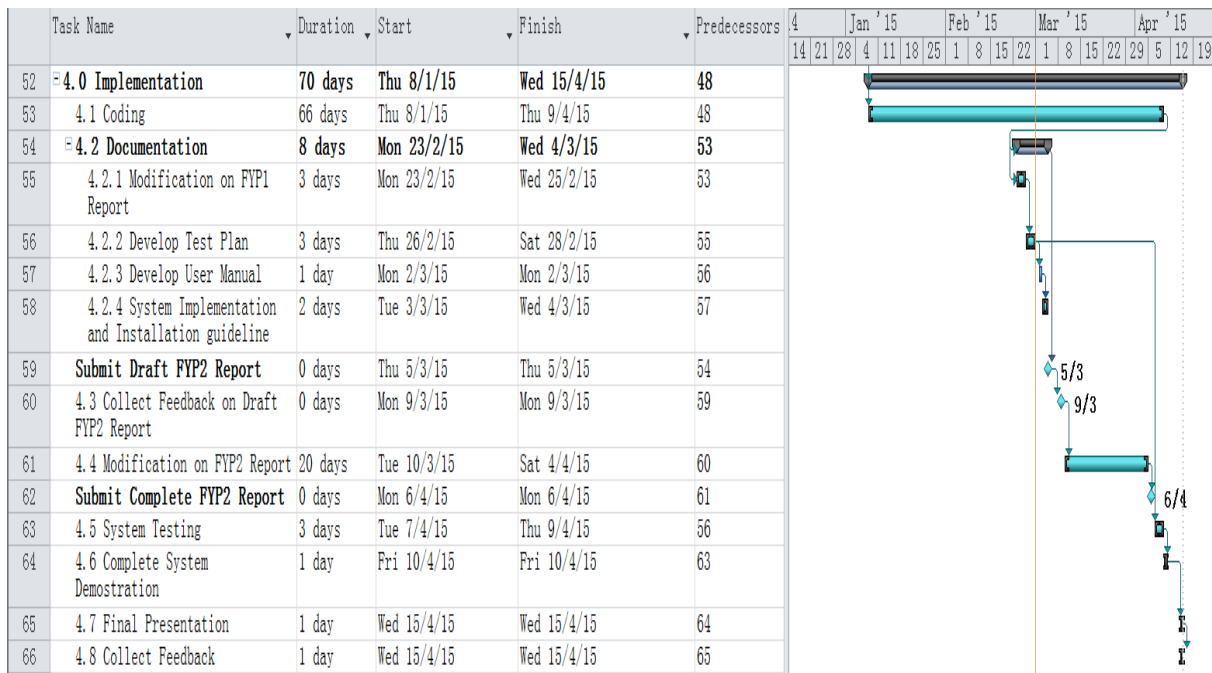 Task Name Duration Start Finish Predecessors 4 Jan '15 Feb '15 Mar '15 Apr '15
14 21 28 4 11 18 25 1 8 15 22 1 8 15 22 29 5 12 19
52 4.0 Implementation 70 days Thu 8/1/15 Wed 15/4/15 48
53 4.1 Coding 66 days Thu 8/1/15 Thu 9/4/15 48
54 4.2 Documentation 8 days Mon 23/2/15 Wed 4/3/15 53
55 4.2.1 Modification on FYP1 3 days Mon 23/2/15 Wed 25/2/15 53
Report
56 4.2.2 Develop Test Plan 3 days Thu 26/2/15 Sat 28/2/15 55
57 4.2.3 Develop User Manual 1 day Mon 2/3/15 Mon 2/3/15 56
58 4.2.4 System Implementation 2 days Tue 3/3/15 Wed 4/3/15 57
and Installation guideline
59 Submit Draft FYP2 Report 0 days Thu 5/3/15 Thu 5/3/15 54 5/3
60 4.3 Collect Feedback on Draft 0 days Mon 9/3/15 Mon 9/3/15 59 9/3
FYP2 Report
61 4.4 Modification on FYP2 Report 20 days Tue 10/3/15 Sat 4/4/15 60
62 Submit Complete FYP2 Report 0 days Mon 6/4/15 Mon 6/4/15 61 6/4
63 4.5 System Testing 3 days Tue 7/4/15 Thu 9/4/15 56
64 4.6 Complete System 1 day Fri 10/4/15 Fri 10/4/15 63
Demostration
65 4.7 Final Presentation 1 day Wed 15/4/15 Wed 15/4/15 64
66 4.8 Collect Feedback 1 day Wed 15/4/15 Wed 15/4/15 65